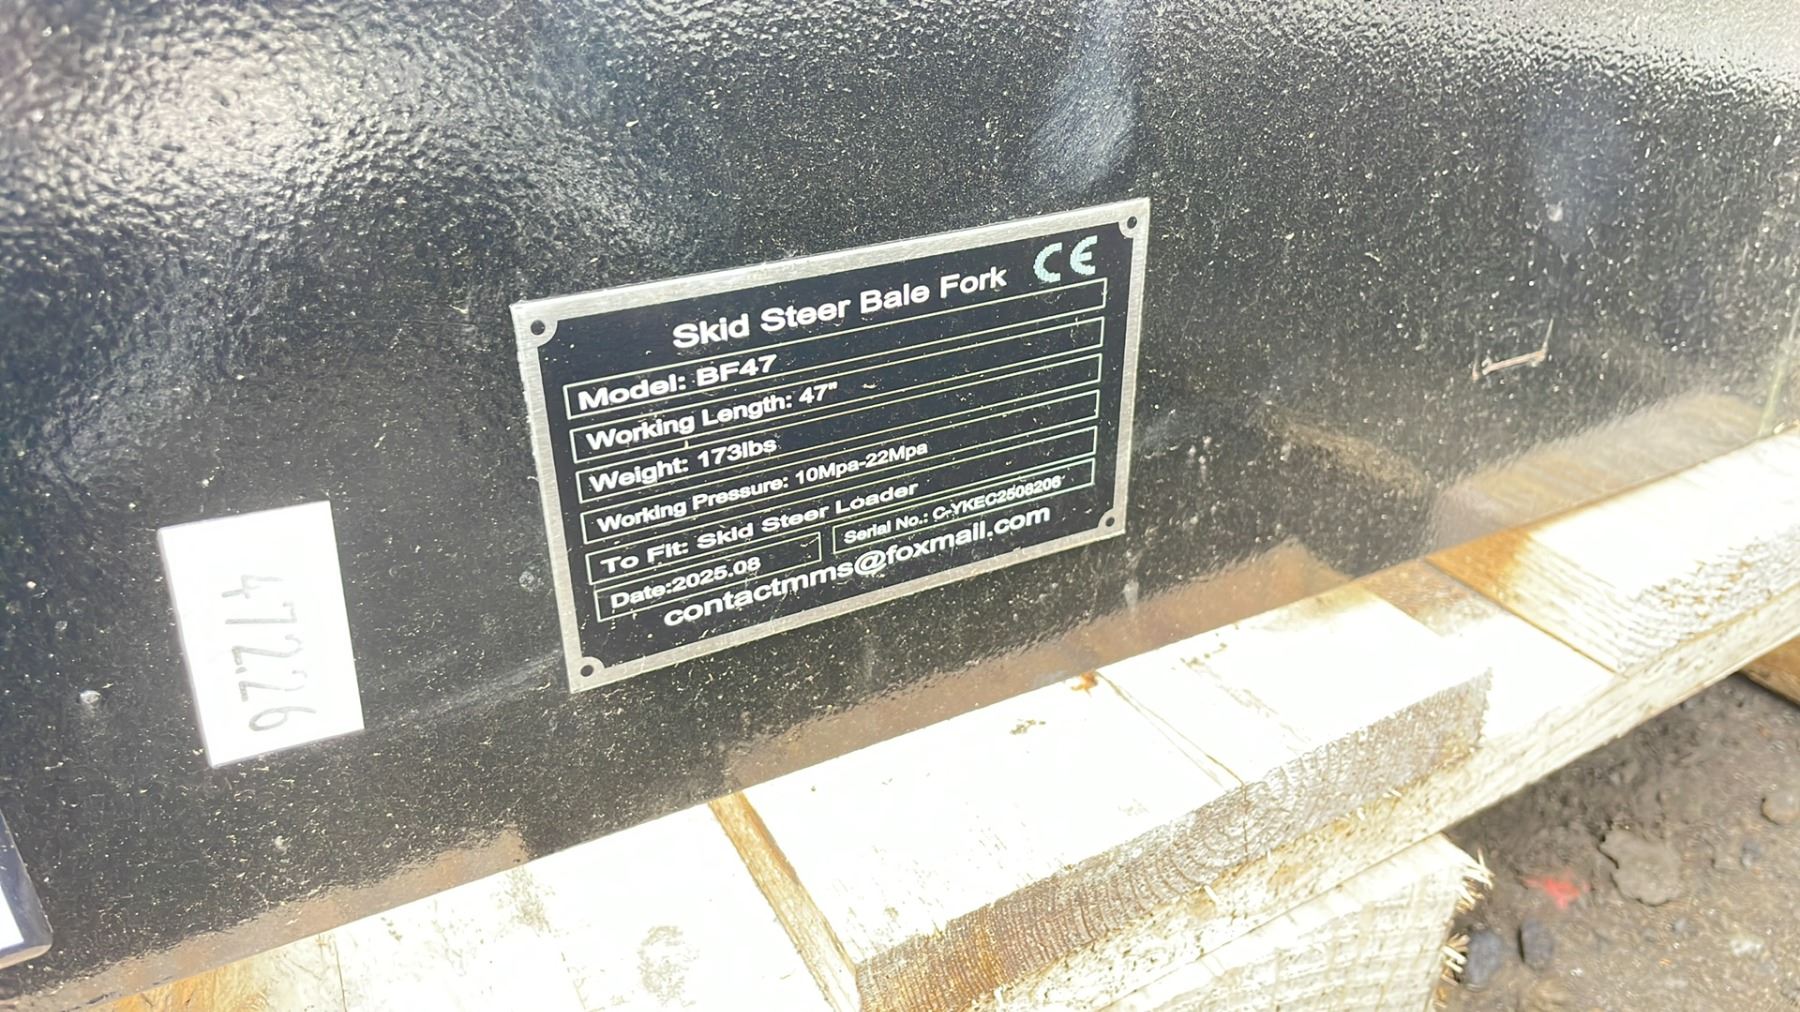 Skid Steer Bale Fork CE
Model: BF47
Working Length: 47"
Weight: 173lbs
Working Pressure: 10Mpa-22Mpa
To Fit: Skid Steer Loader
Date:2025.08 Serial No.: C-YKEC2508206
contactmms@foxmail.com
47226